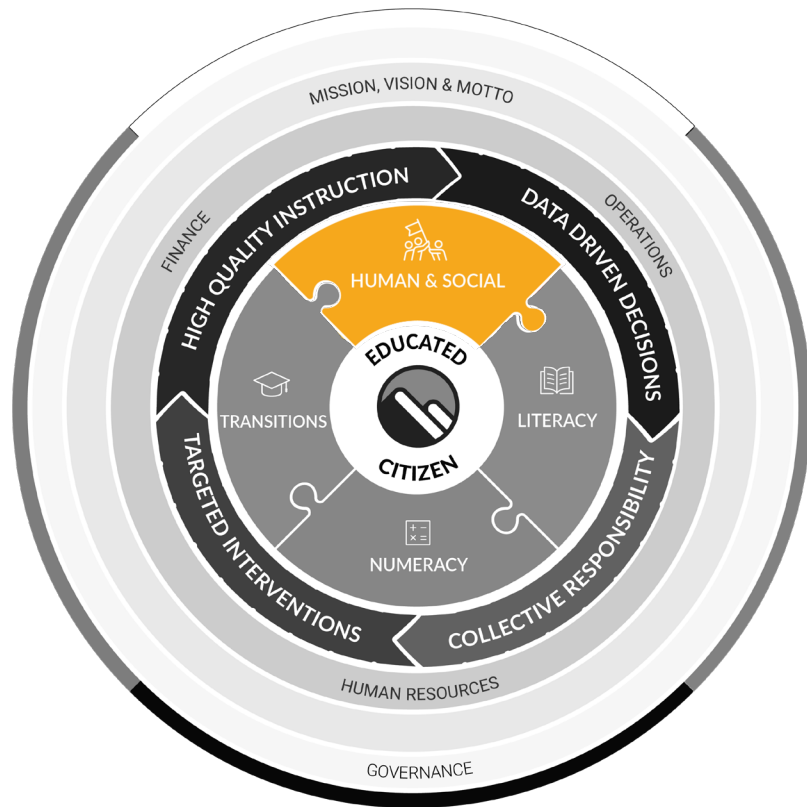 MISSION, VISION & MOTTO
FINANCE
OPERATIONS
HIGH QUALITY INSTRUCTION
DATA DRIVEN DECISIONS
HUMAN & SOCIAL
EDUCATED
TRANSITIONS
LITERACY
CITIZEN
NUMERACY
TARGETED INTERVENTIONS
COLLECTIVE RESPONSIBILITY
HUMAN RESOURCES
GOVERNANCE